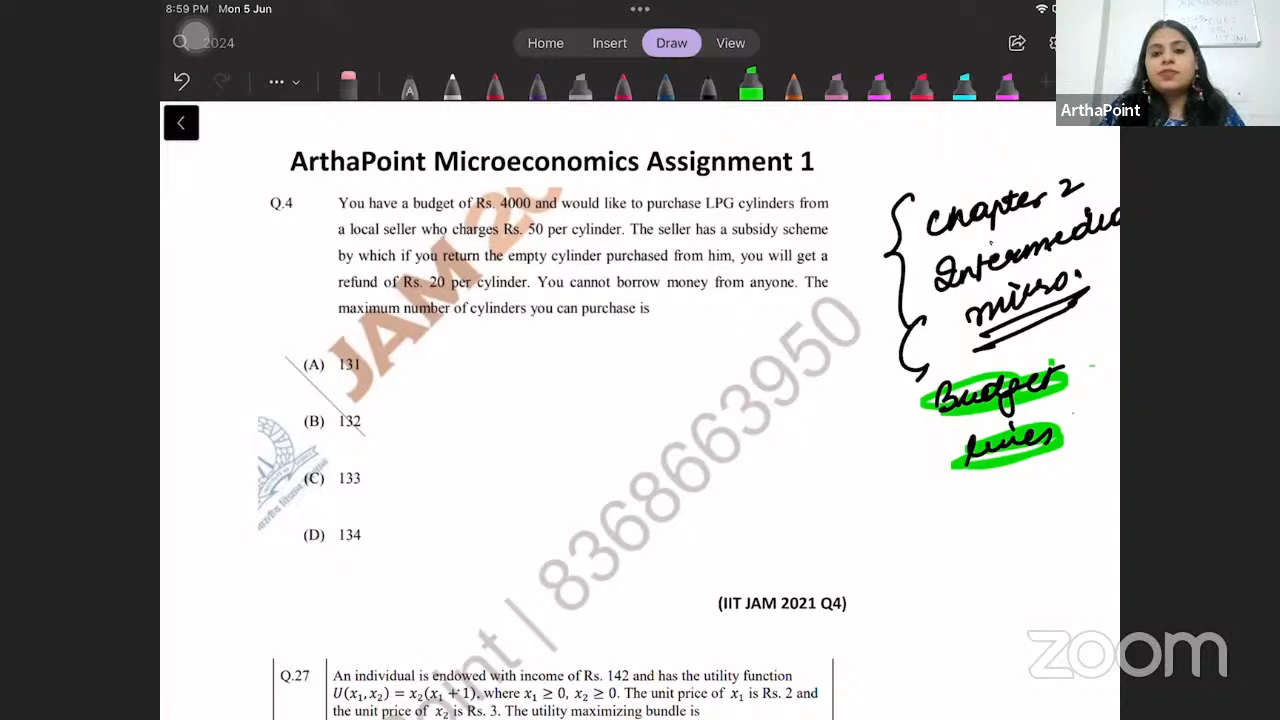 8:59 PM Mon 5 Jun
2024
Home Insert Draw View
A
ArthaPoint
ArthaPoint Microeconomics Assignment 1
Q.4 You have a budget of Rs. 4000 and would like to purchase LPG cylinders from
a local seller who charges Rs. 50 per cylinder. The seller has a subsidy scheme
by which if you return the empty cylinder purchased from him, you will get a
refund of Rs. 20 per cylinder. You cannot borrow money from anyone. The
maximum number of cylinders you can purchase is
(A) 131
(B) 132
(C) 133
(D) 134
(IIT JAM 2021 Q4)
Chapter 2
Intermedia
micro.
Budget
lines
Q.27 An individual is endowed with income of Rs. 142 and has the utility function
U(x₁, x₂) = x₂(x₁ + 1), where x₁ ≥ 0, x₂ ≥ 0. The unit price of x₁ is Rs. 2 and
the unit price of x₂ is Rs. 3. The utility maximizing bundle is
JAM 20
oint | 8368663950
zoom